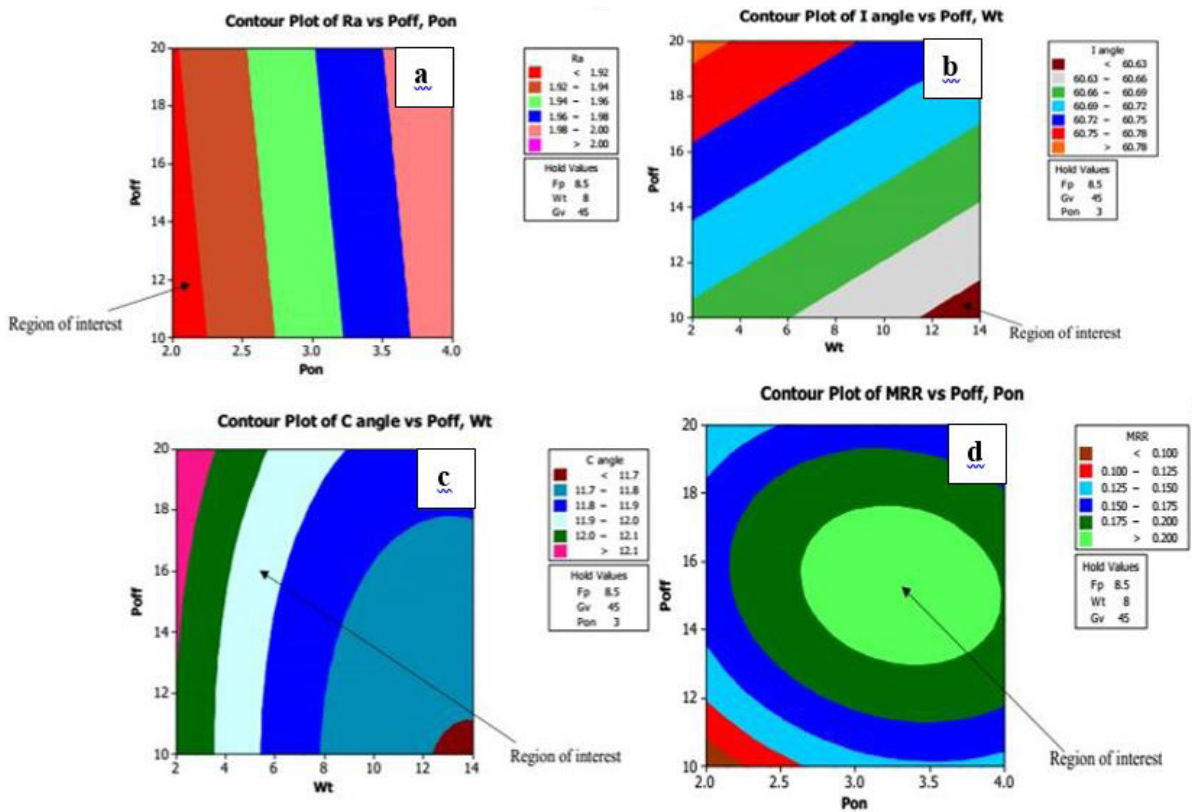 Contour Plot of Ra vs Poff, Pon
20
18
16
14
12
10
Poff
2.0 2.5 3.0 3.5 4.0
Pon
a
Region of interest
Ra
< 1.92
1.92 – 1.94
1.94 – 1.96
1.96 – 1.98
1.98 – 2.00
> 2.00
Hold Values
Fp 8.5
Wt 8
Gv 45
Contour Plot of I angle vs Poff, Wt
20
18
16
14
12
10
Poff
2 4 6 8 10 12 14
Wt
b
Region of interest
I angle
< 60.63
60.63 – 60.66
60.66 – 60.69
60.69 – 60.72
60.72 – 60.75
60.75 – 60.78
> 60.78
Hold Values
Fp 8.5
Gv 45
Pon 3
Contour Plot of C angle vs Poff, Wt
20
18
16
14
12
10
Poff
2 4 6 8 10 12 14
Wt
c
Region of interest
C angle
< 11.7
11.7 – 11.8
11.8 – 11.9
11.9 – 12.0
12.0 – 12.1
> 12.1
Hold Values
Fp 8.5
Gv 45
Pon 3
Contour Plot of MRR vs Poff, Pon
20
18
16
14
12
10
Poff
2.0 2.5 3.0 3.5 4.0
Pon
d
Region of interest
MRR
< 0.100
0.100 – 0.125
0.125 – 0.150
0.150 – 0.175
0.175 – 0.200
> 0.200
Hold Values
Fp 8.5
Wt 8
Gv 45